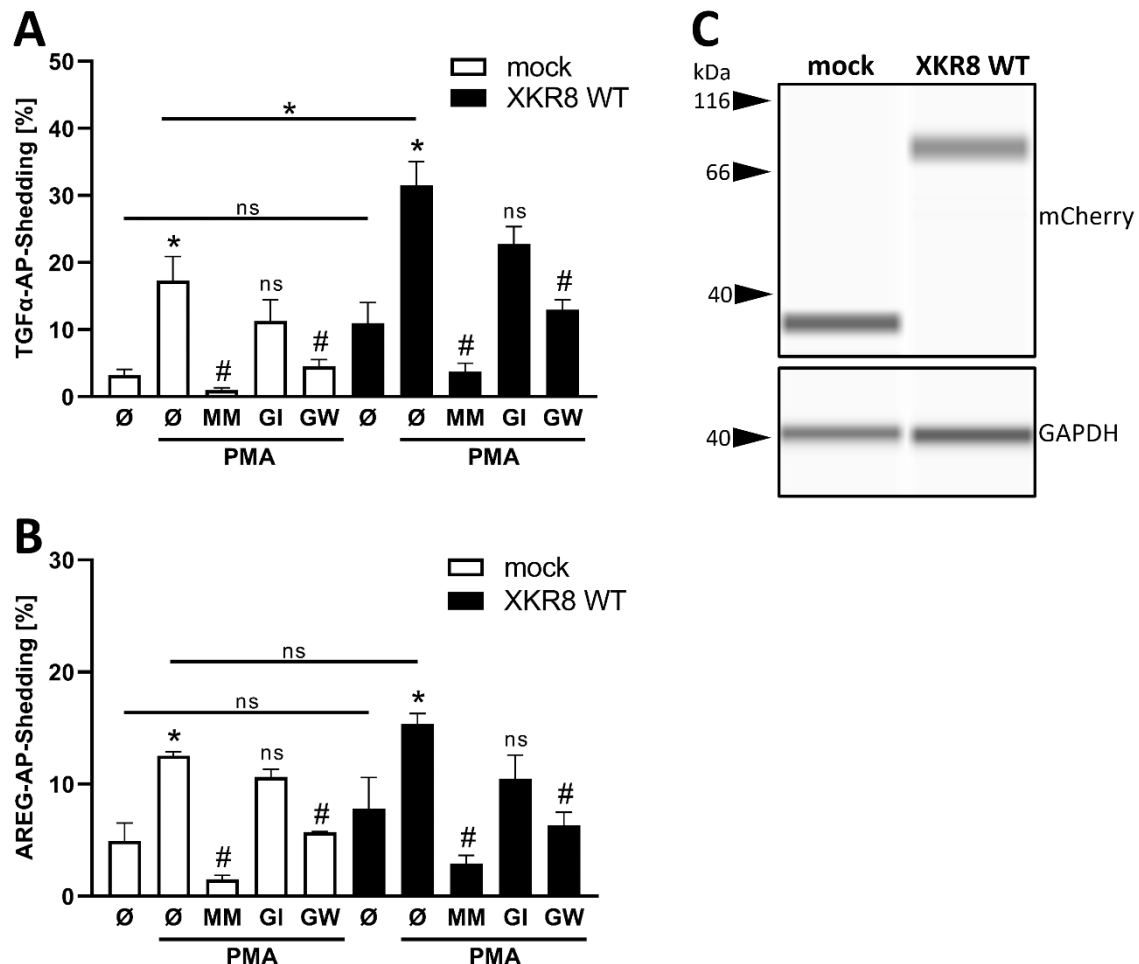 A
TGFα-AP-Shedding [%]
50
40
30
20
10
0
mock
XKR8 WT
*
ns
* # ns # * # ns #
Ø Ø MM GI GW Ø Ø MM GI GW
PMA PMA
B
AREG-AP-Shedding [%]
30
20
10
0
mock
XKR8 WT
ns
ns
* # ns # * # ns #
Ø Ø MM GI GW Ø Ø MM GI GW
PMA PMA
C
kDa mock XKR8 WT
116
66
mCherry
40
40 GAPDH